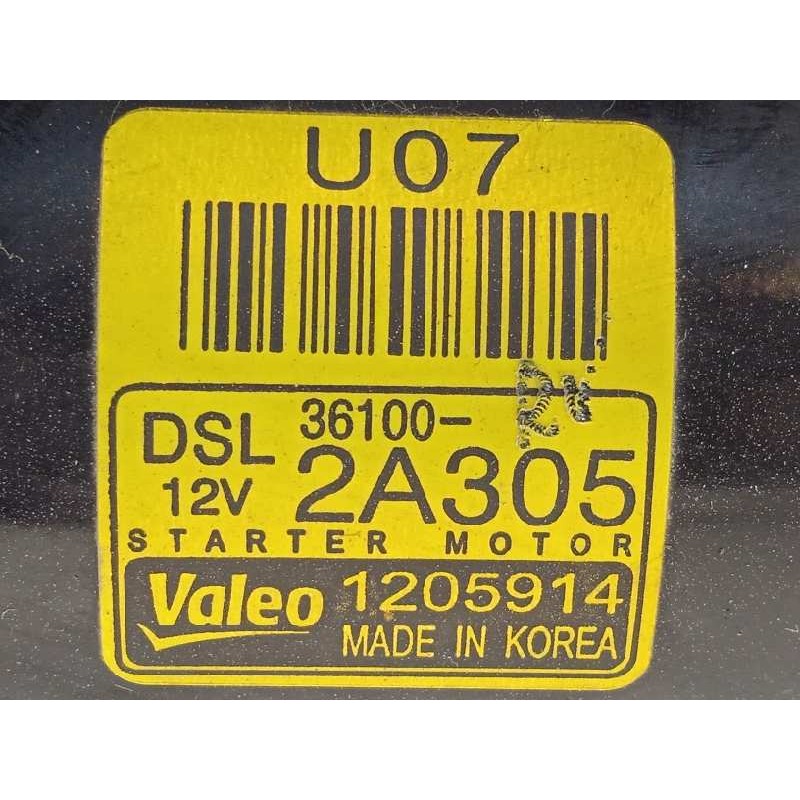 U07
DSL 36100-
12V 2A305
STARTER MOTOR
Valeo 1205914
MADE IN KOREA